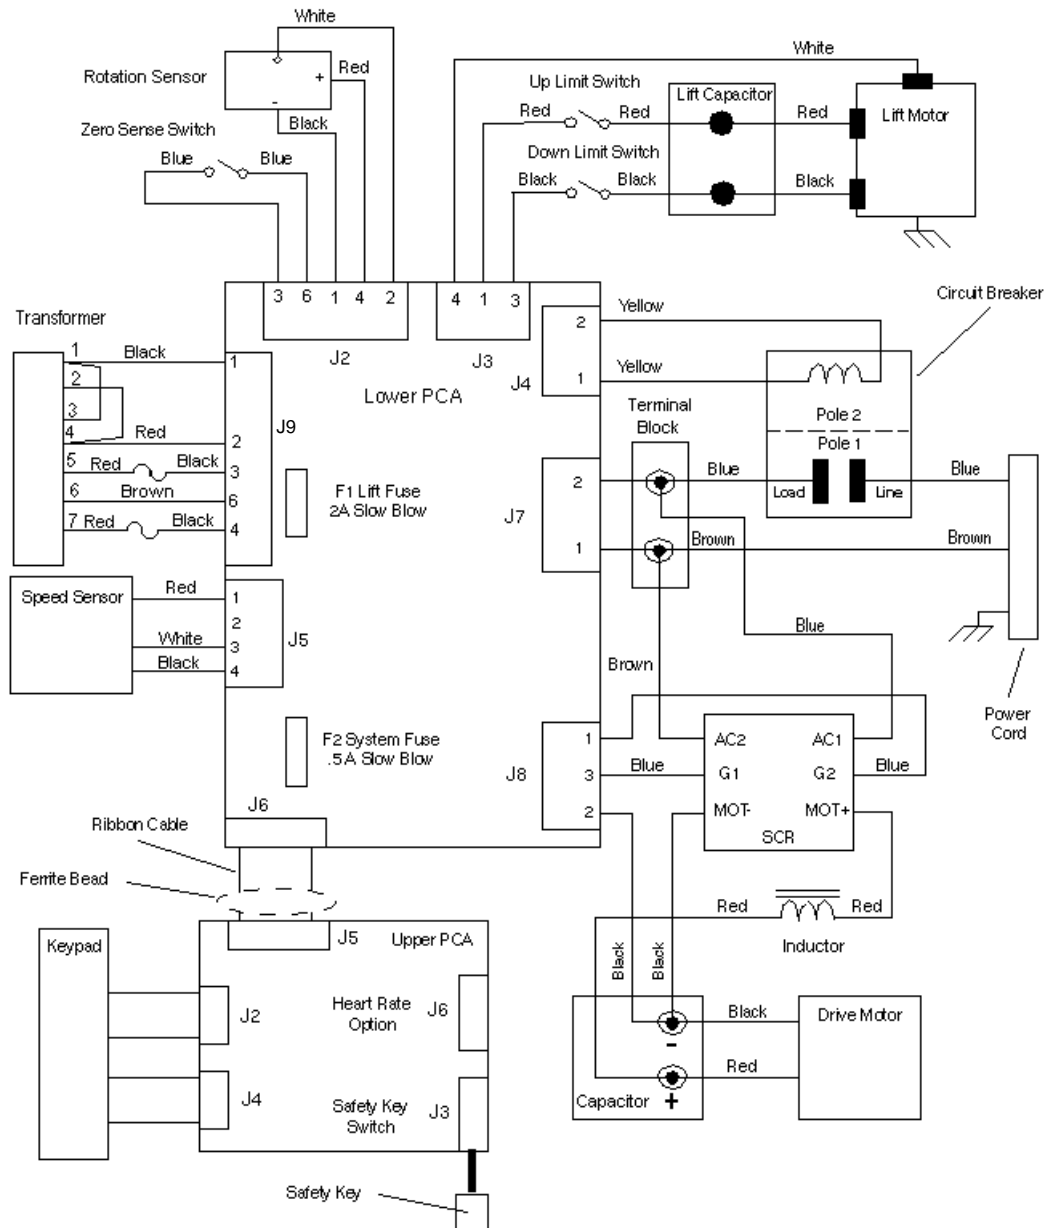 White
White
Rotation Sensor
+
Red
-
Black
Zero Sense Switch
Blue
Blue
Up Limit Switch
Red
Red
Lift Capacitor
Red
Lift Motor
Down Limit Switch
Black
Black
Black
3 6 1 4 2
J2
4 1 3
J3
Transformer
1
2
3
4
5
6
7
Black
Red
Red
Black
Brown
Red
Black
1
2
3
6
4
J9
Lower PCA
F1 Lift Fuse
2A Slow Blow
J4
2
1
Yellow
Yellow
Circuit Breaker
Pole 2
Pole 1
Load
Line
Terminal
Block
J7
2
1
Blue
Blue
Brown
Brown
Blue
Brown
Power
Cord
Speed Sensor
Red
White
Black
1
2
3
4
J5
F2 System Fuse
.5A Slow Blow
J8
1
3
2
Blue
AC2
AC1
G1
G2
MOT-
MOT+
SCR
Blue
J6
Ribbon Cable
Ferrite Bead
Red
Red
Inductor
Black
Black
Keypad
J5
Upper PCA
J2
J4
Heart Rate
Option
J6
Safety Key
Switch
J3
Safety Key
Black
-
Red
Capacitor
+
Drive Motor